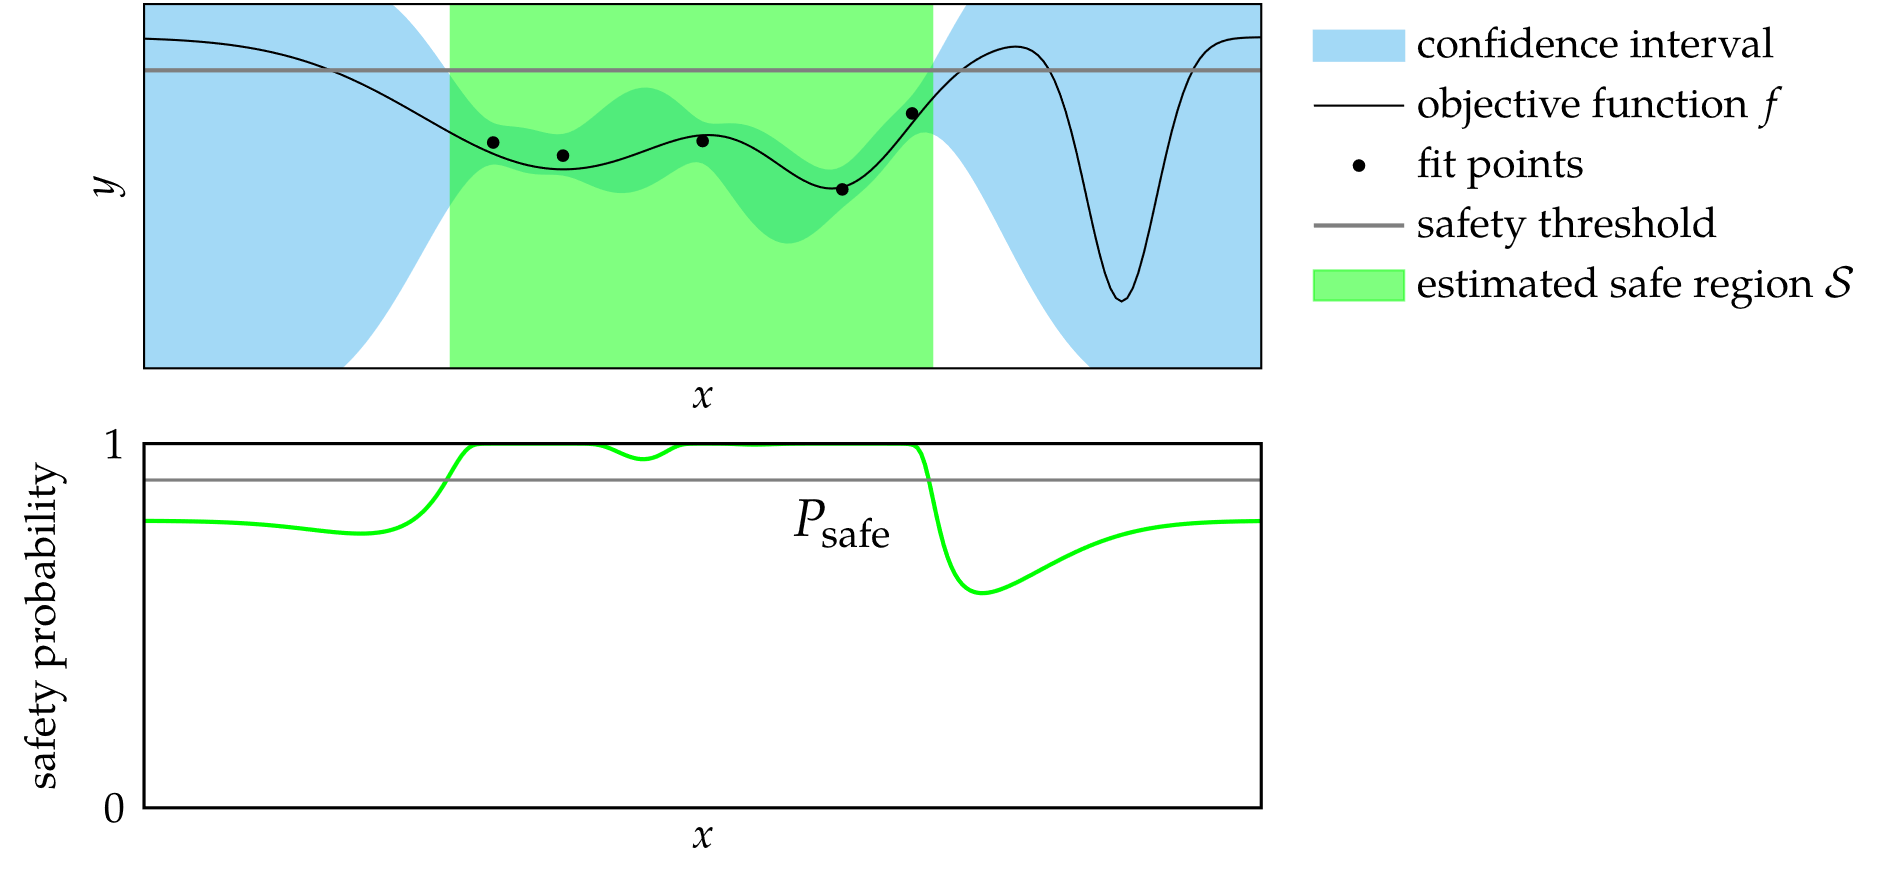 y
x
confidence interval
objective function f
fit points
safety threshold
estimated safe region 𝒮
1
safety probability
P_safe
0
x